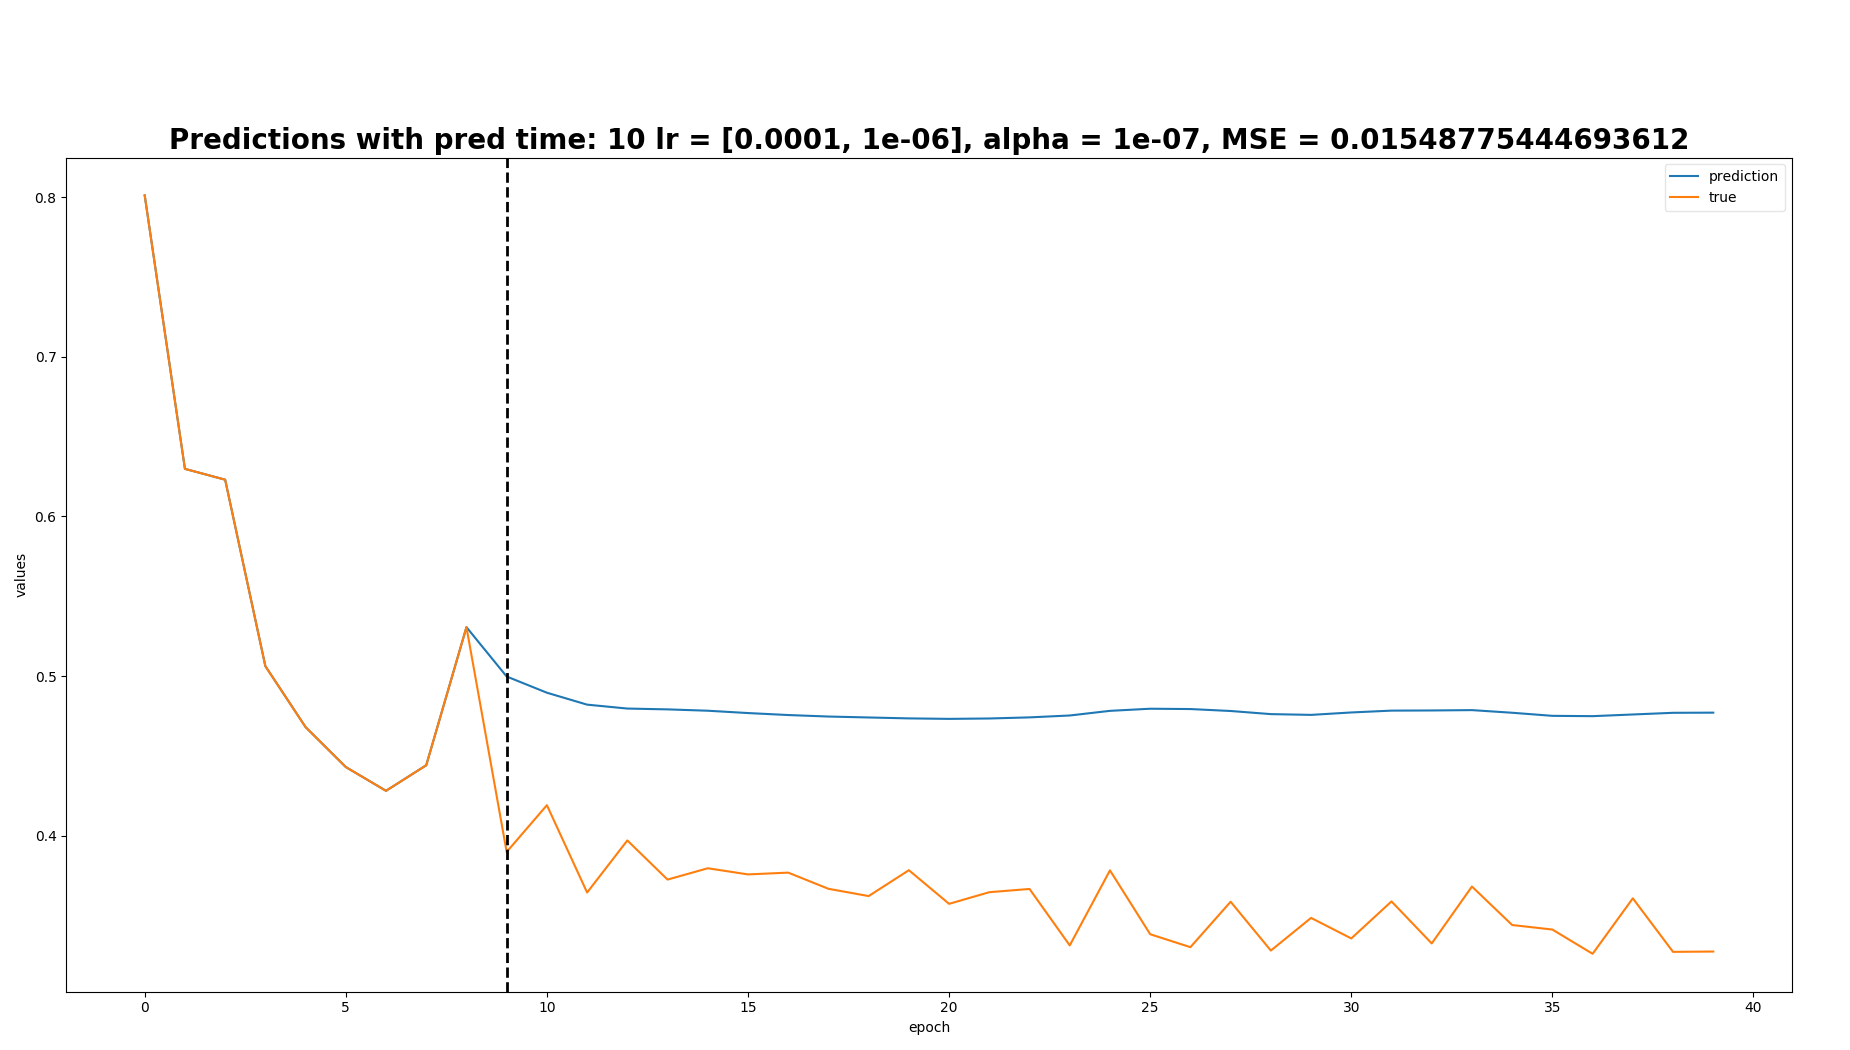 Predictions with pred time: 10 lr = [0.0001, 1e-06], alpha = 1e-07, MSE = 0.01548775444693612
prediction
true
0.8
0.7
0.6
0.5
0.4
values
0 5 10 15 20 25 30 35 40
epoch